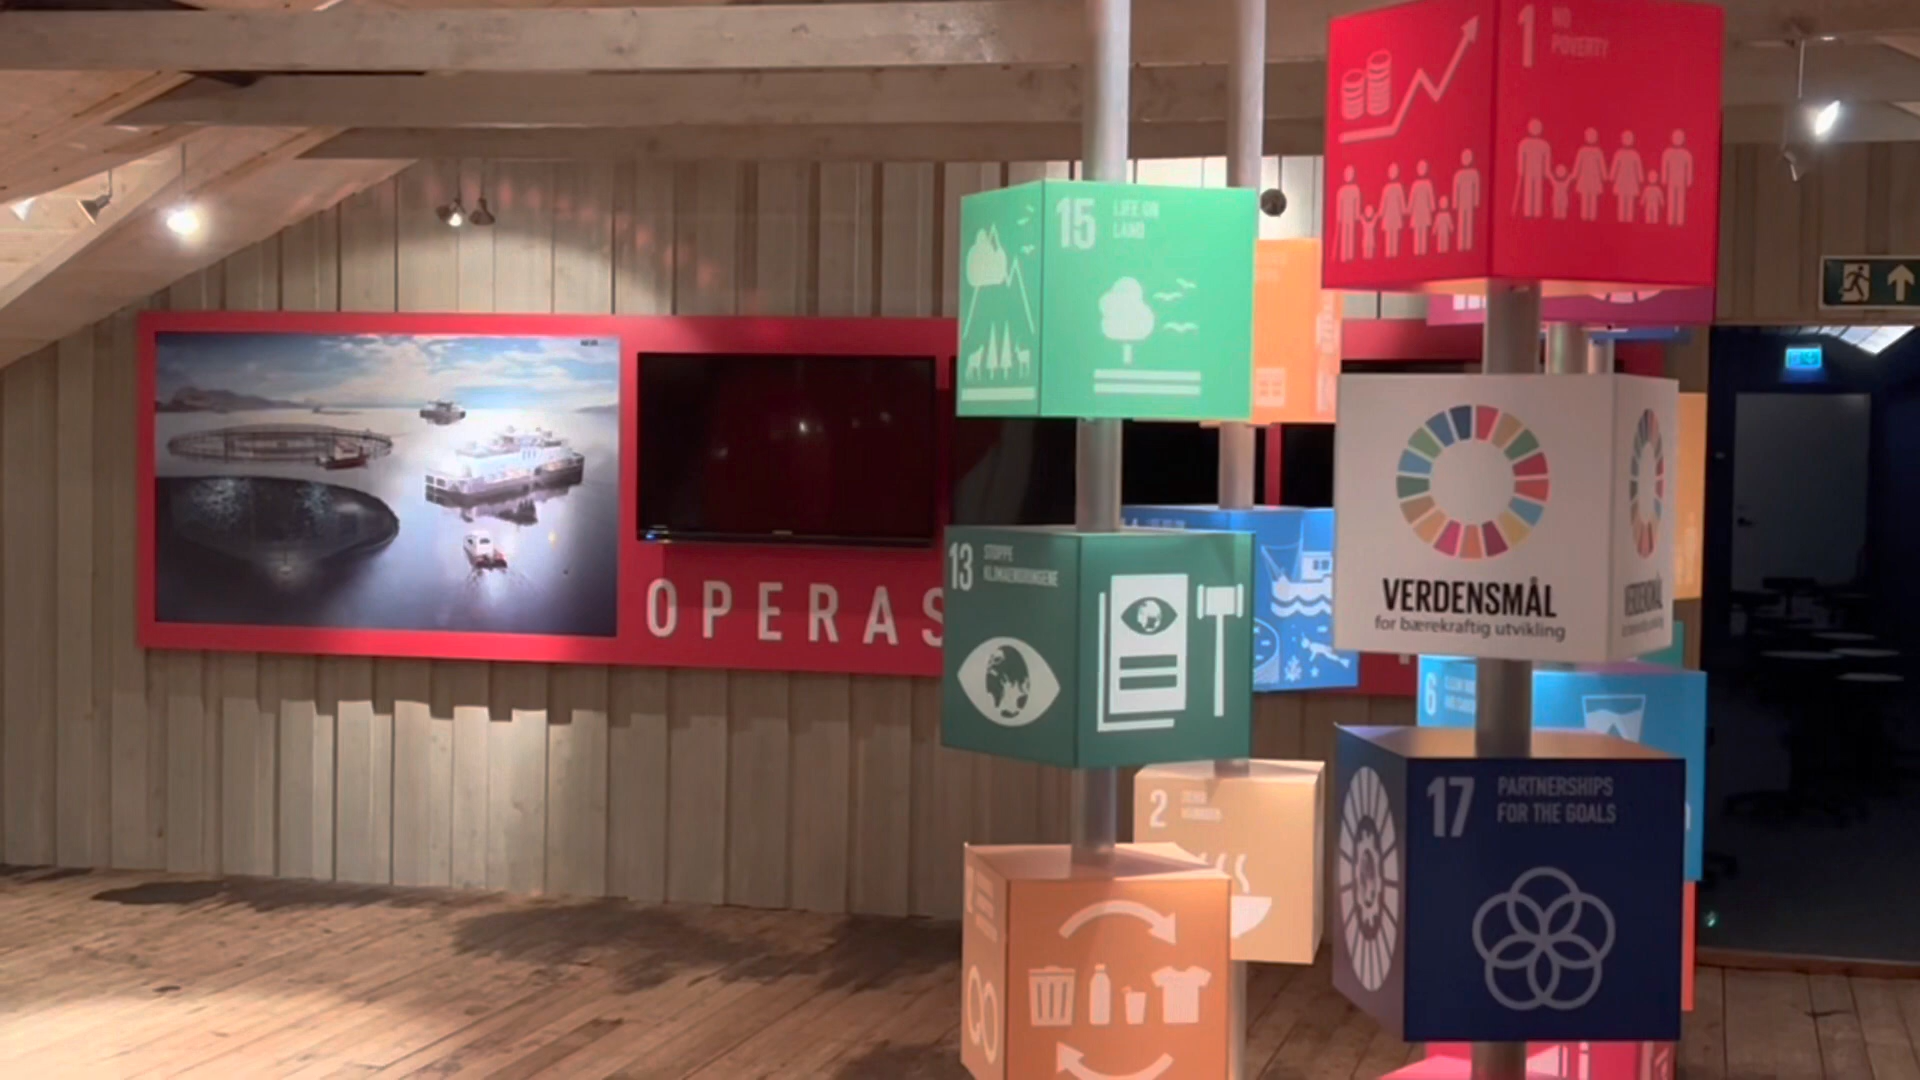 1
NO
POVERTY
15
LIFE ON
LAND
OPERAS
13
STOPPE
KLIMAENDRINGENE
VERDENSMÅL
for bærekraftig utvikling
VERDENSMÅL
6
2
17
PARTNERSHIPS
FOR THE GOALS